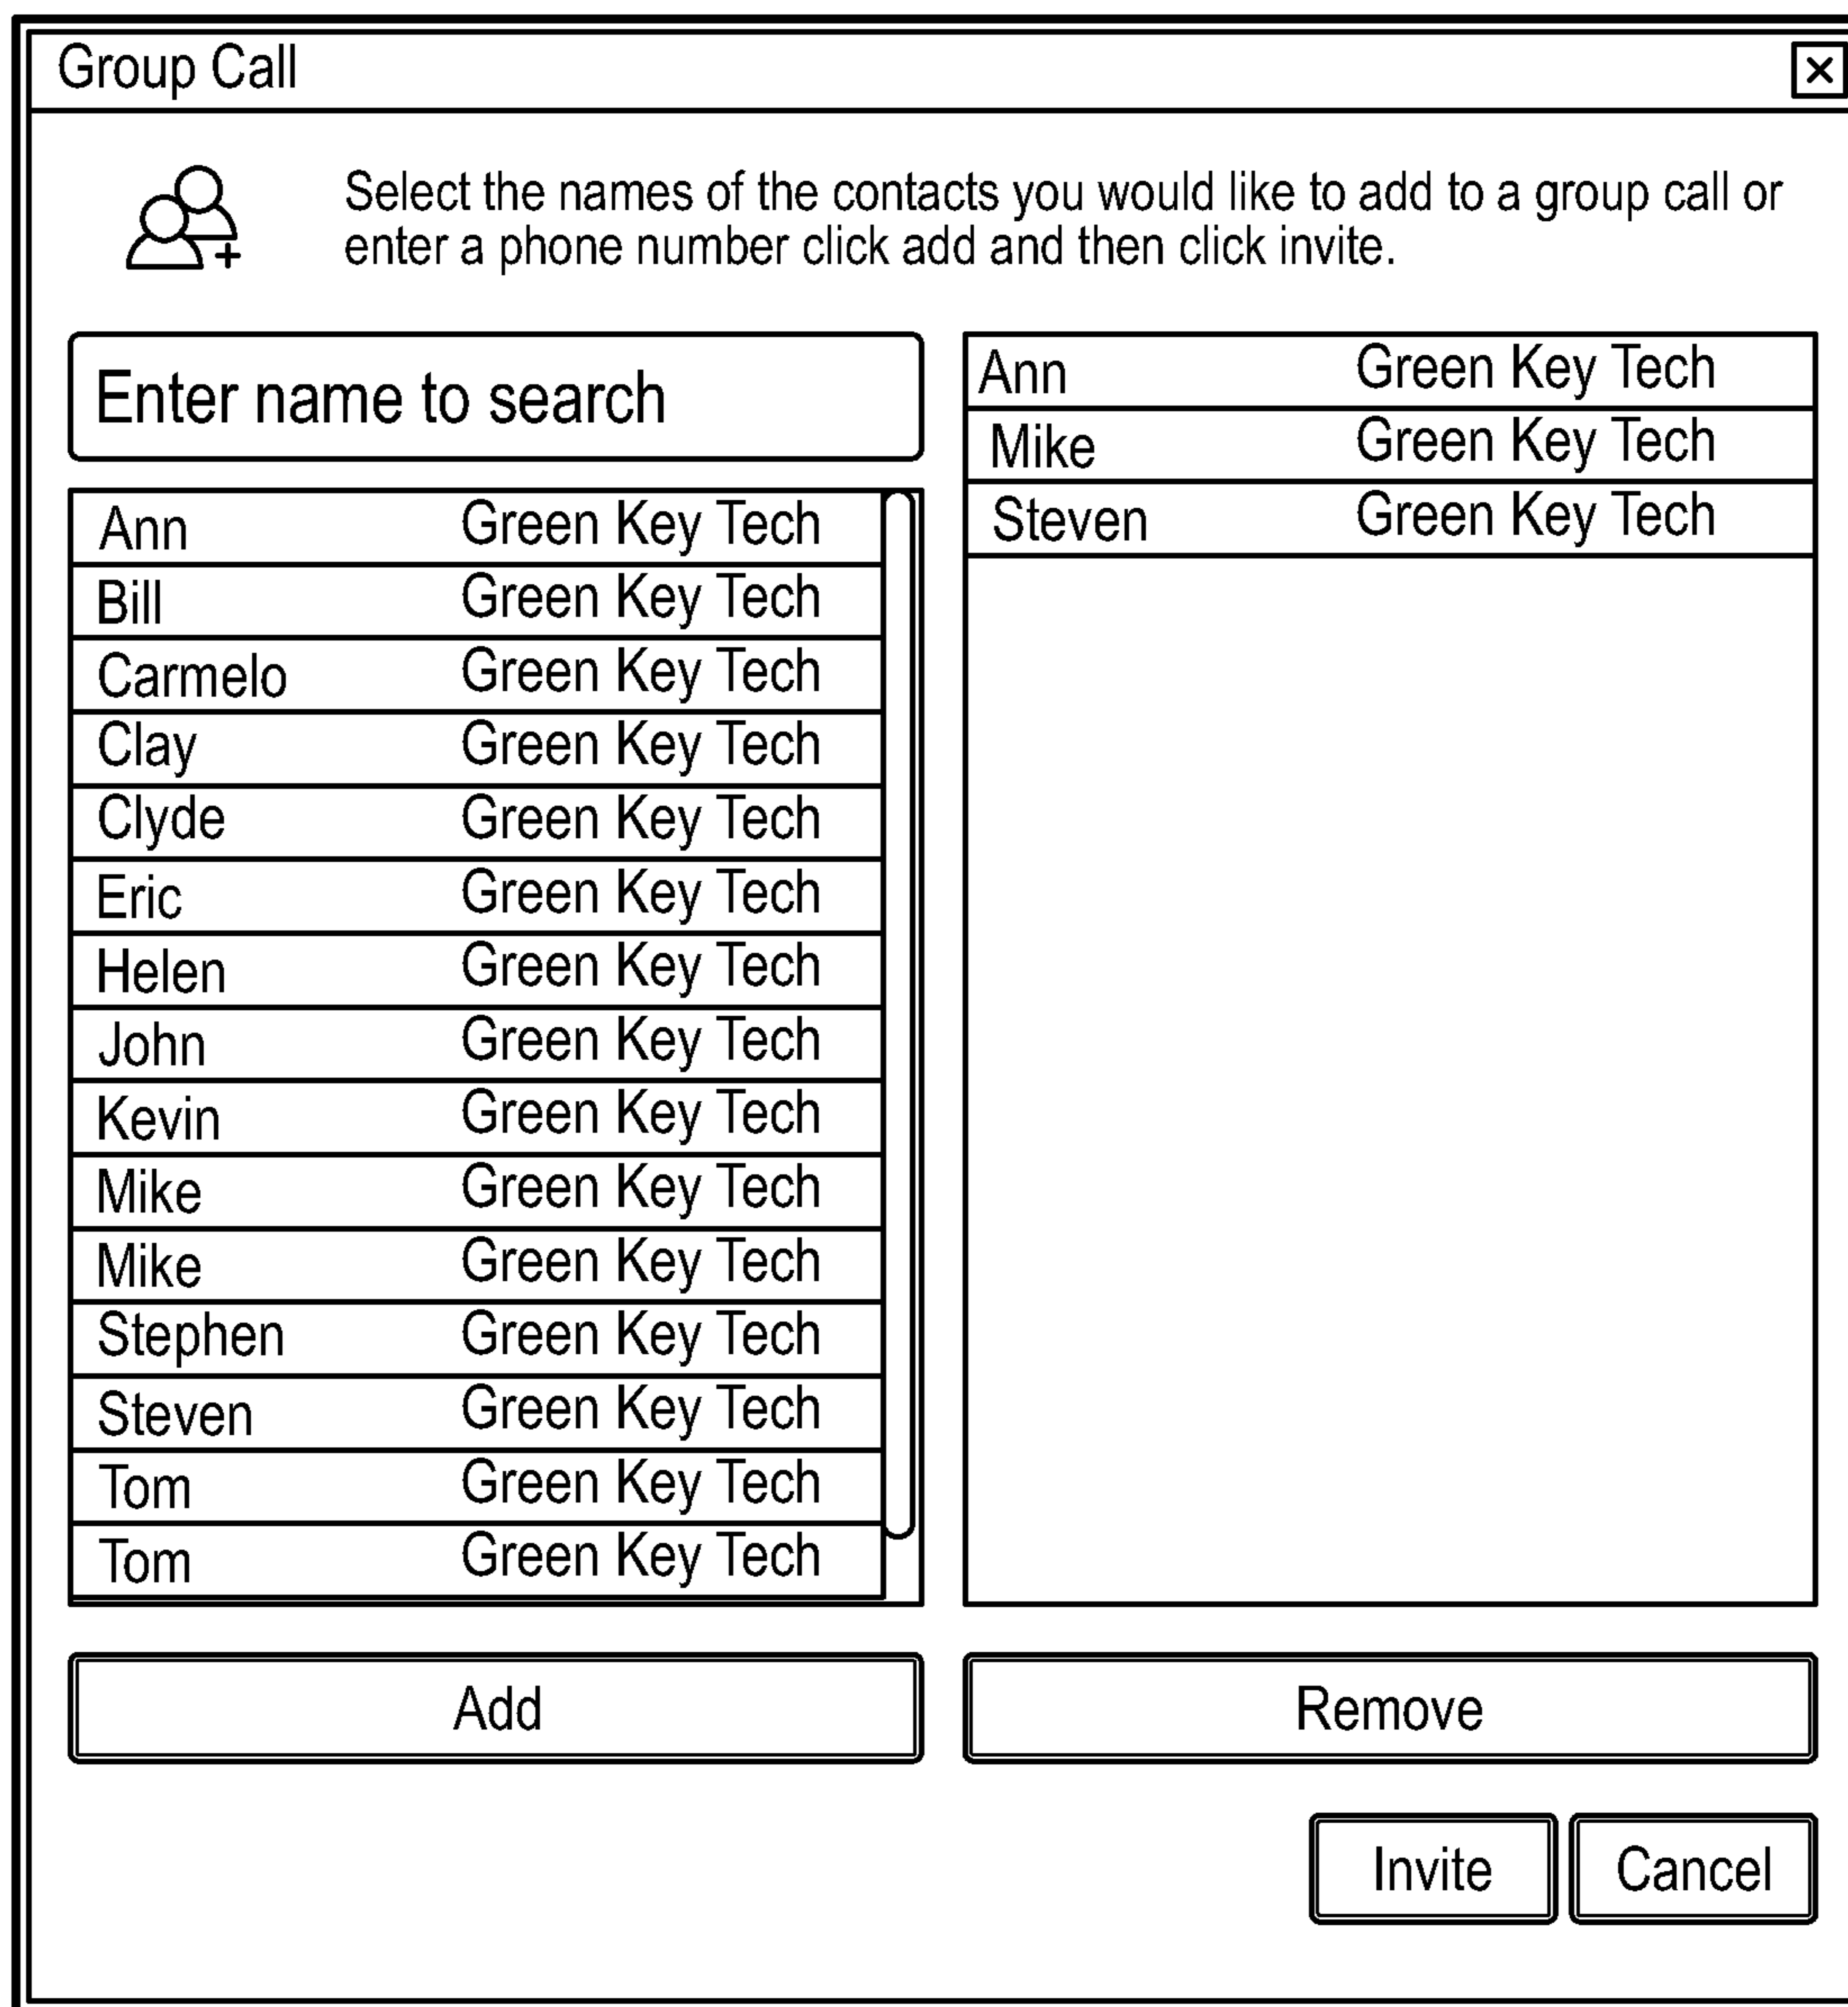 Group Call
Select the names of the contacts you would like to add to a group call or
enter a phone number click add and then click invite.
Enter name to search
Ann Green Key Tech
Bill Green Key Tech
Carmelo Green Key Tech
Clay Green Key Tech
Clyde Green Key Tech
Eric Green Key Tech
Helen Green Key Tech
John Green Key Tech
Kevin Green Key Tech
Mike Green Key Tech
Mike Green Key Tech
Stephen Green Key Tech
Steven Green Key Tech
Tom Green Key Tech
Tom Green Key Tech
Add
Ann Green Key Tech
Mike Green Key Tech
Steven Green Key Tech
Remove
Invite Cancel